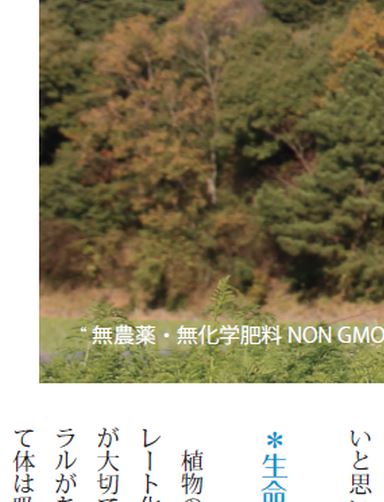 “ 無農薬・無化学肥料 NON GMO
いと思
＊生命
植物の
レート化
が大切で
ラルがあ
て体は吸